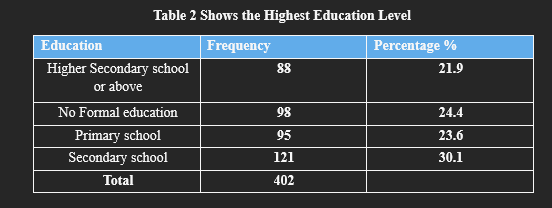 Table 2 Shows the Highest Education Level
Education Frequency Percentage %
Higher Secondary school 88 21.9
or above
No Formal education 98 24.4
Primary school 95 23.6
Secondary school 121 30.1
Total 402